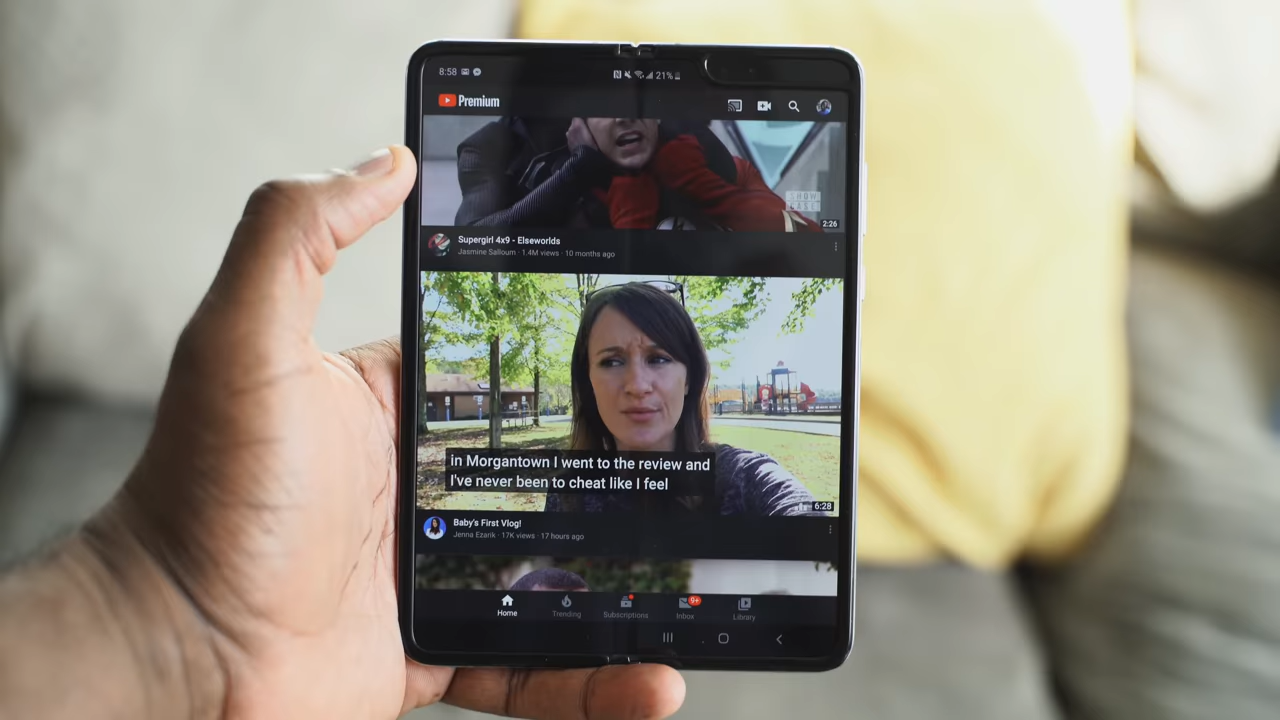 8:58
21%
Premium
SHOW
LAST
2:26
Supergirl 4x9 - Elseworlds
Jasmine Salloum · 1.4M views · 10 months ago
in Morgantown I went to the review and
I've never been to cheat like I feel
6:28
Baby's First Vlog!
Jenna Ezarik · 17K views · 17 hours ago
9+
Home
Trending
Subscriptions
Inbox
Library